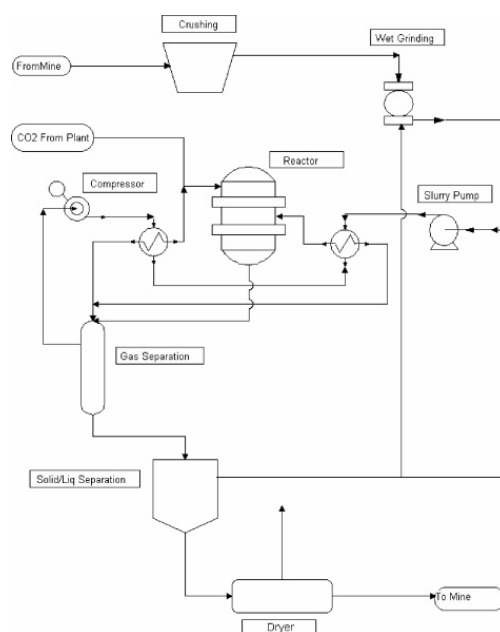 Crushing
Wet Grinding
FromMine
CO2 From Plant
Reactor
Compressor
Slurry Pump
Gas Separation
Solid/Liq Separation
To Mine
Dryer